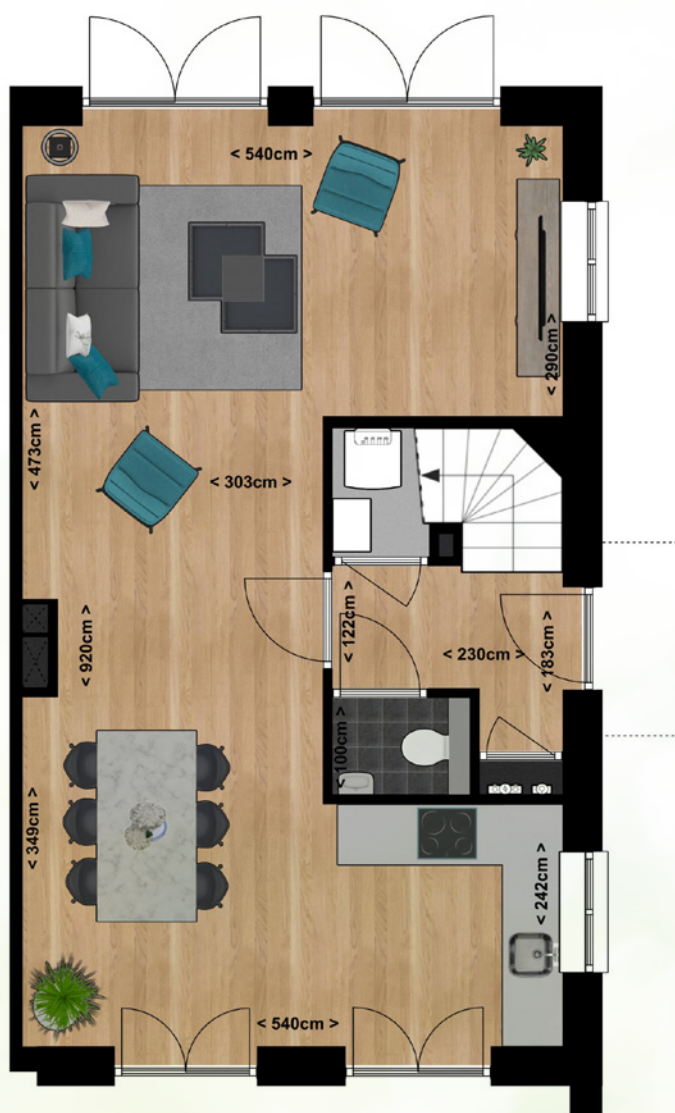 < 540cm >
< 290cm >
< 473cm >
< 303cm >
< 122cm >
< 920cm >
< 230cm >
< 183cm >
< 100cm >
< 349cm >
< 242cm >
< 540cm >